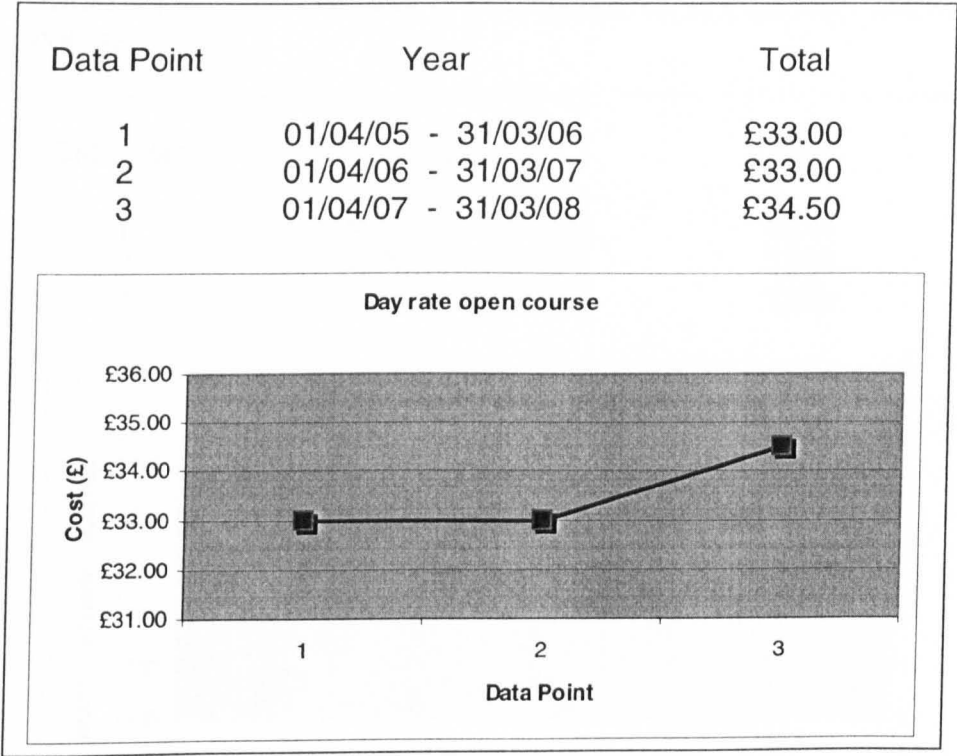 Data Point Year Total
1 01/04/05 - 31/03/06 £33.00
2 01/04/06 - 31/03/07 £33.00
3 01/04/07 - 31/03/08 £34.50
Day rate open course
£36.00
£35.00
£34.00
£33.00
£32.00
£31.00
Cost (£)
1 2 3
Data Point